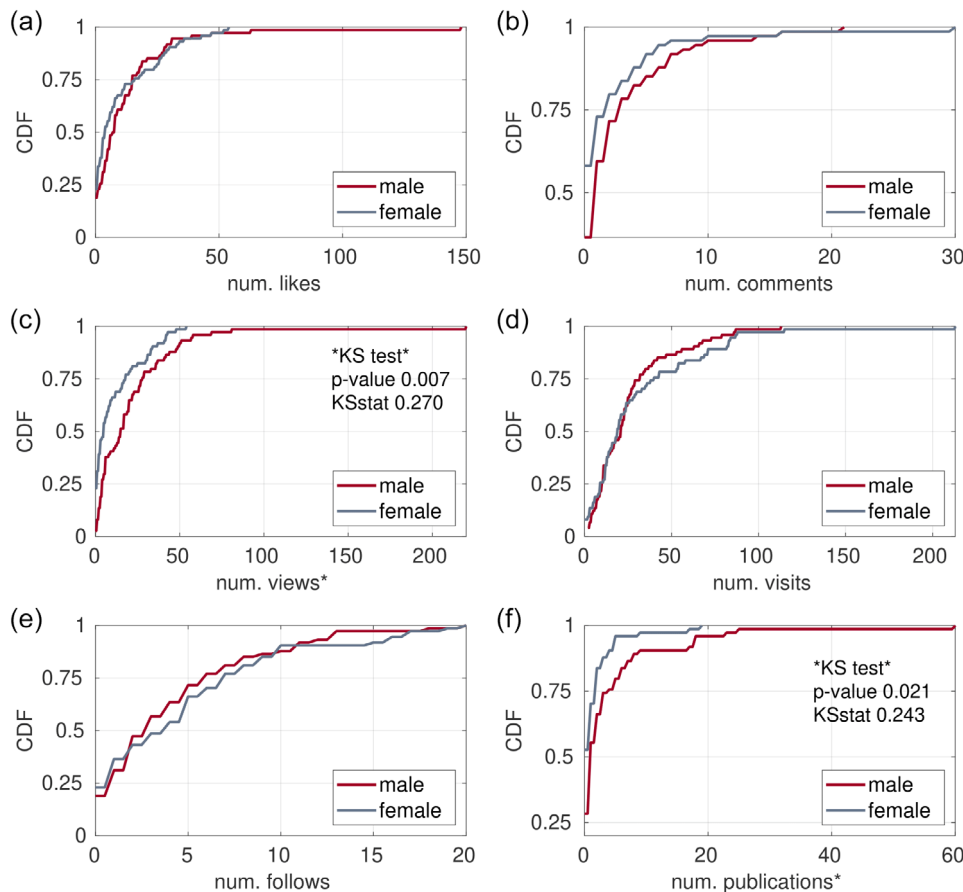 (a)
1
0.75
0.5
0.25
0
CDF
male
female
0
50
100
150
num. likes
(b)
1
0.75
0.5
CDF
male
female
0
10
20
30
num. comments
(c)
1
0.75
0.5
0.25
0
CDF
*KS test*
p-value 0.007
KSstat 0.270
male
female
0
50
100
150
200
num. views*
(d)
1
0.75
0.5
0.25
0
CDF
male
female
0
50
100
150
200
num. visits
(e)
1
0.75
0.5
0.25
0
CDF
male
female
0
5
10
15
20
num. follows
(f)
1
0.75
0.5
0.25
CDF
*KS test*
p-value 0.021
KSstat 0.243
male
female
0
20
40
60
num. publications*